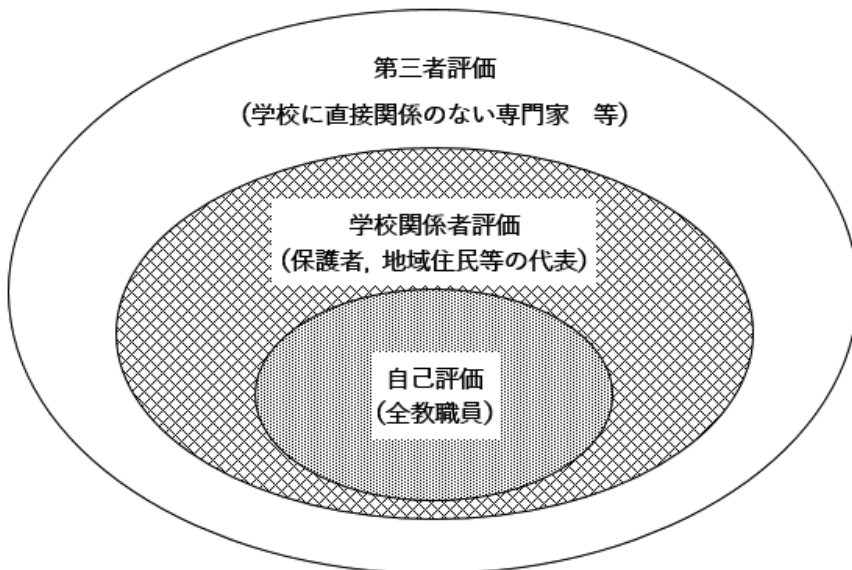 第三者評価
(学校に直接関係のない専門家　等)
学校関係者評価
(保護者，地域住民等の代表)
自己評価
(全教職員)